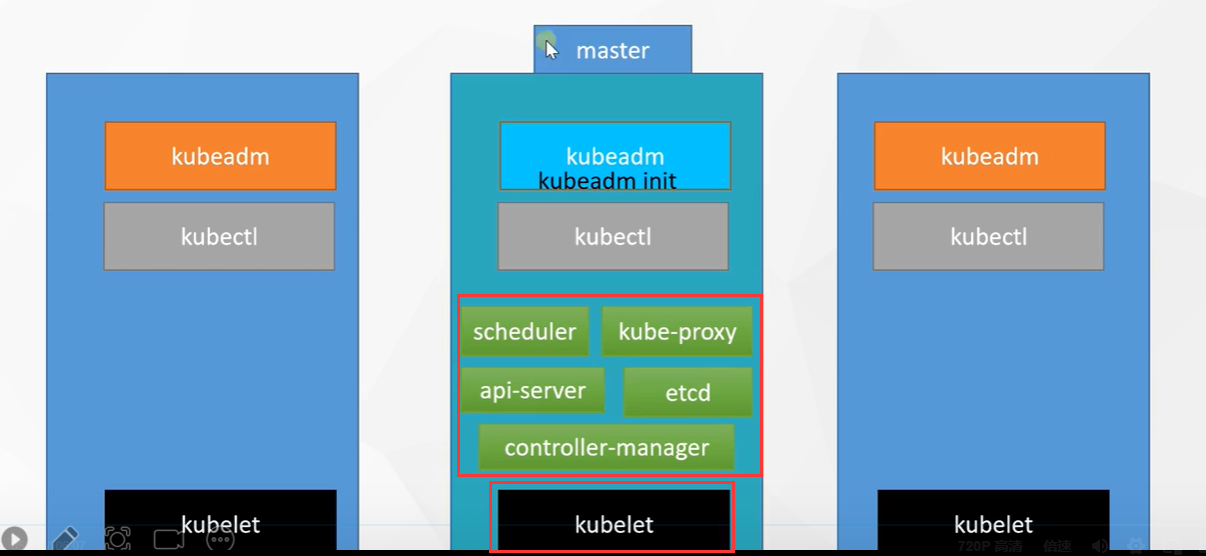 master
kubeadm
kubectl
kubelet
kubeadm
kubeadm init
kubectl
scheduler
kube-proxy
api-server
etcd
controller-manager
kubelet
kubeadm
kubectl
kubelet
720P 高清
倍速